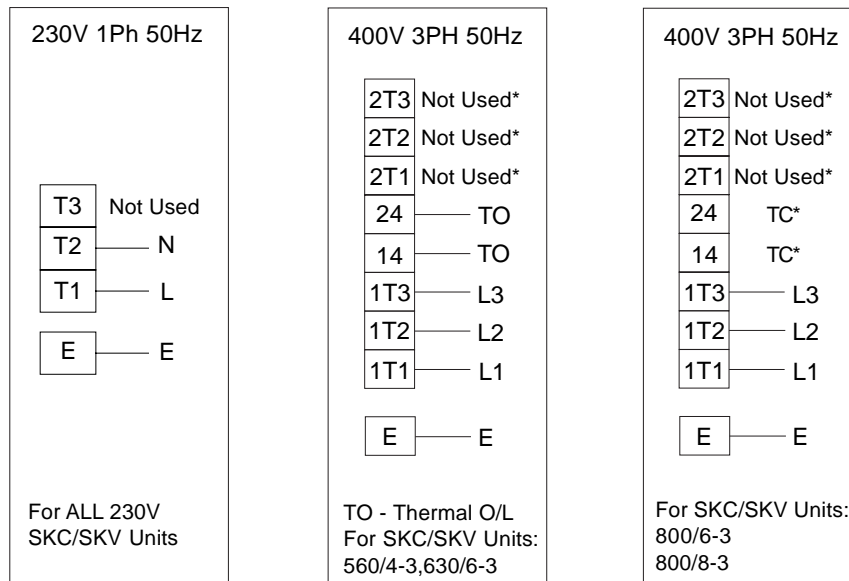 230V 1Ph 50Hz
T3 Not Used
T2 N
T1 L
E E
For ALL 230V
SKC/SKV Units
400V 3PH 50Hz
2T3 Not Used*
2T2 Not Used*
2T1 Not Used*
24 TO
14 TO
1T3 L3
1T2 L2
1T1 L1
E E
TO - Thermal O/L
For SKC/SKV Units:
560/4-3,630/6-3
400V 3PH 50Hz
2T3 Not Used*
2T2 Not Used*
2T1 Not Used*
24 TC*
14 TC*
1T3 L3
1T2 L2
1T1 L1
E E
For SKC/SKV Units:
800/6-3
800/8-3